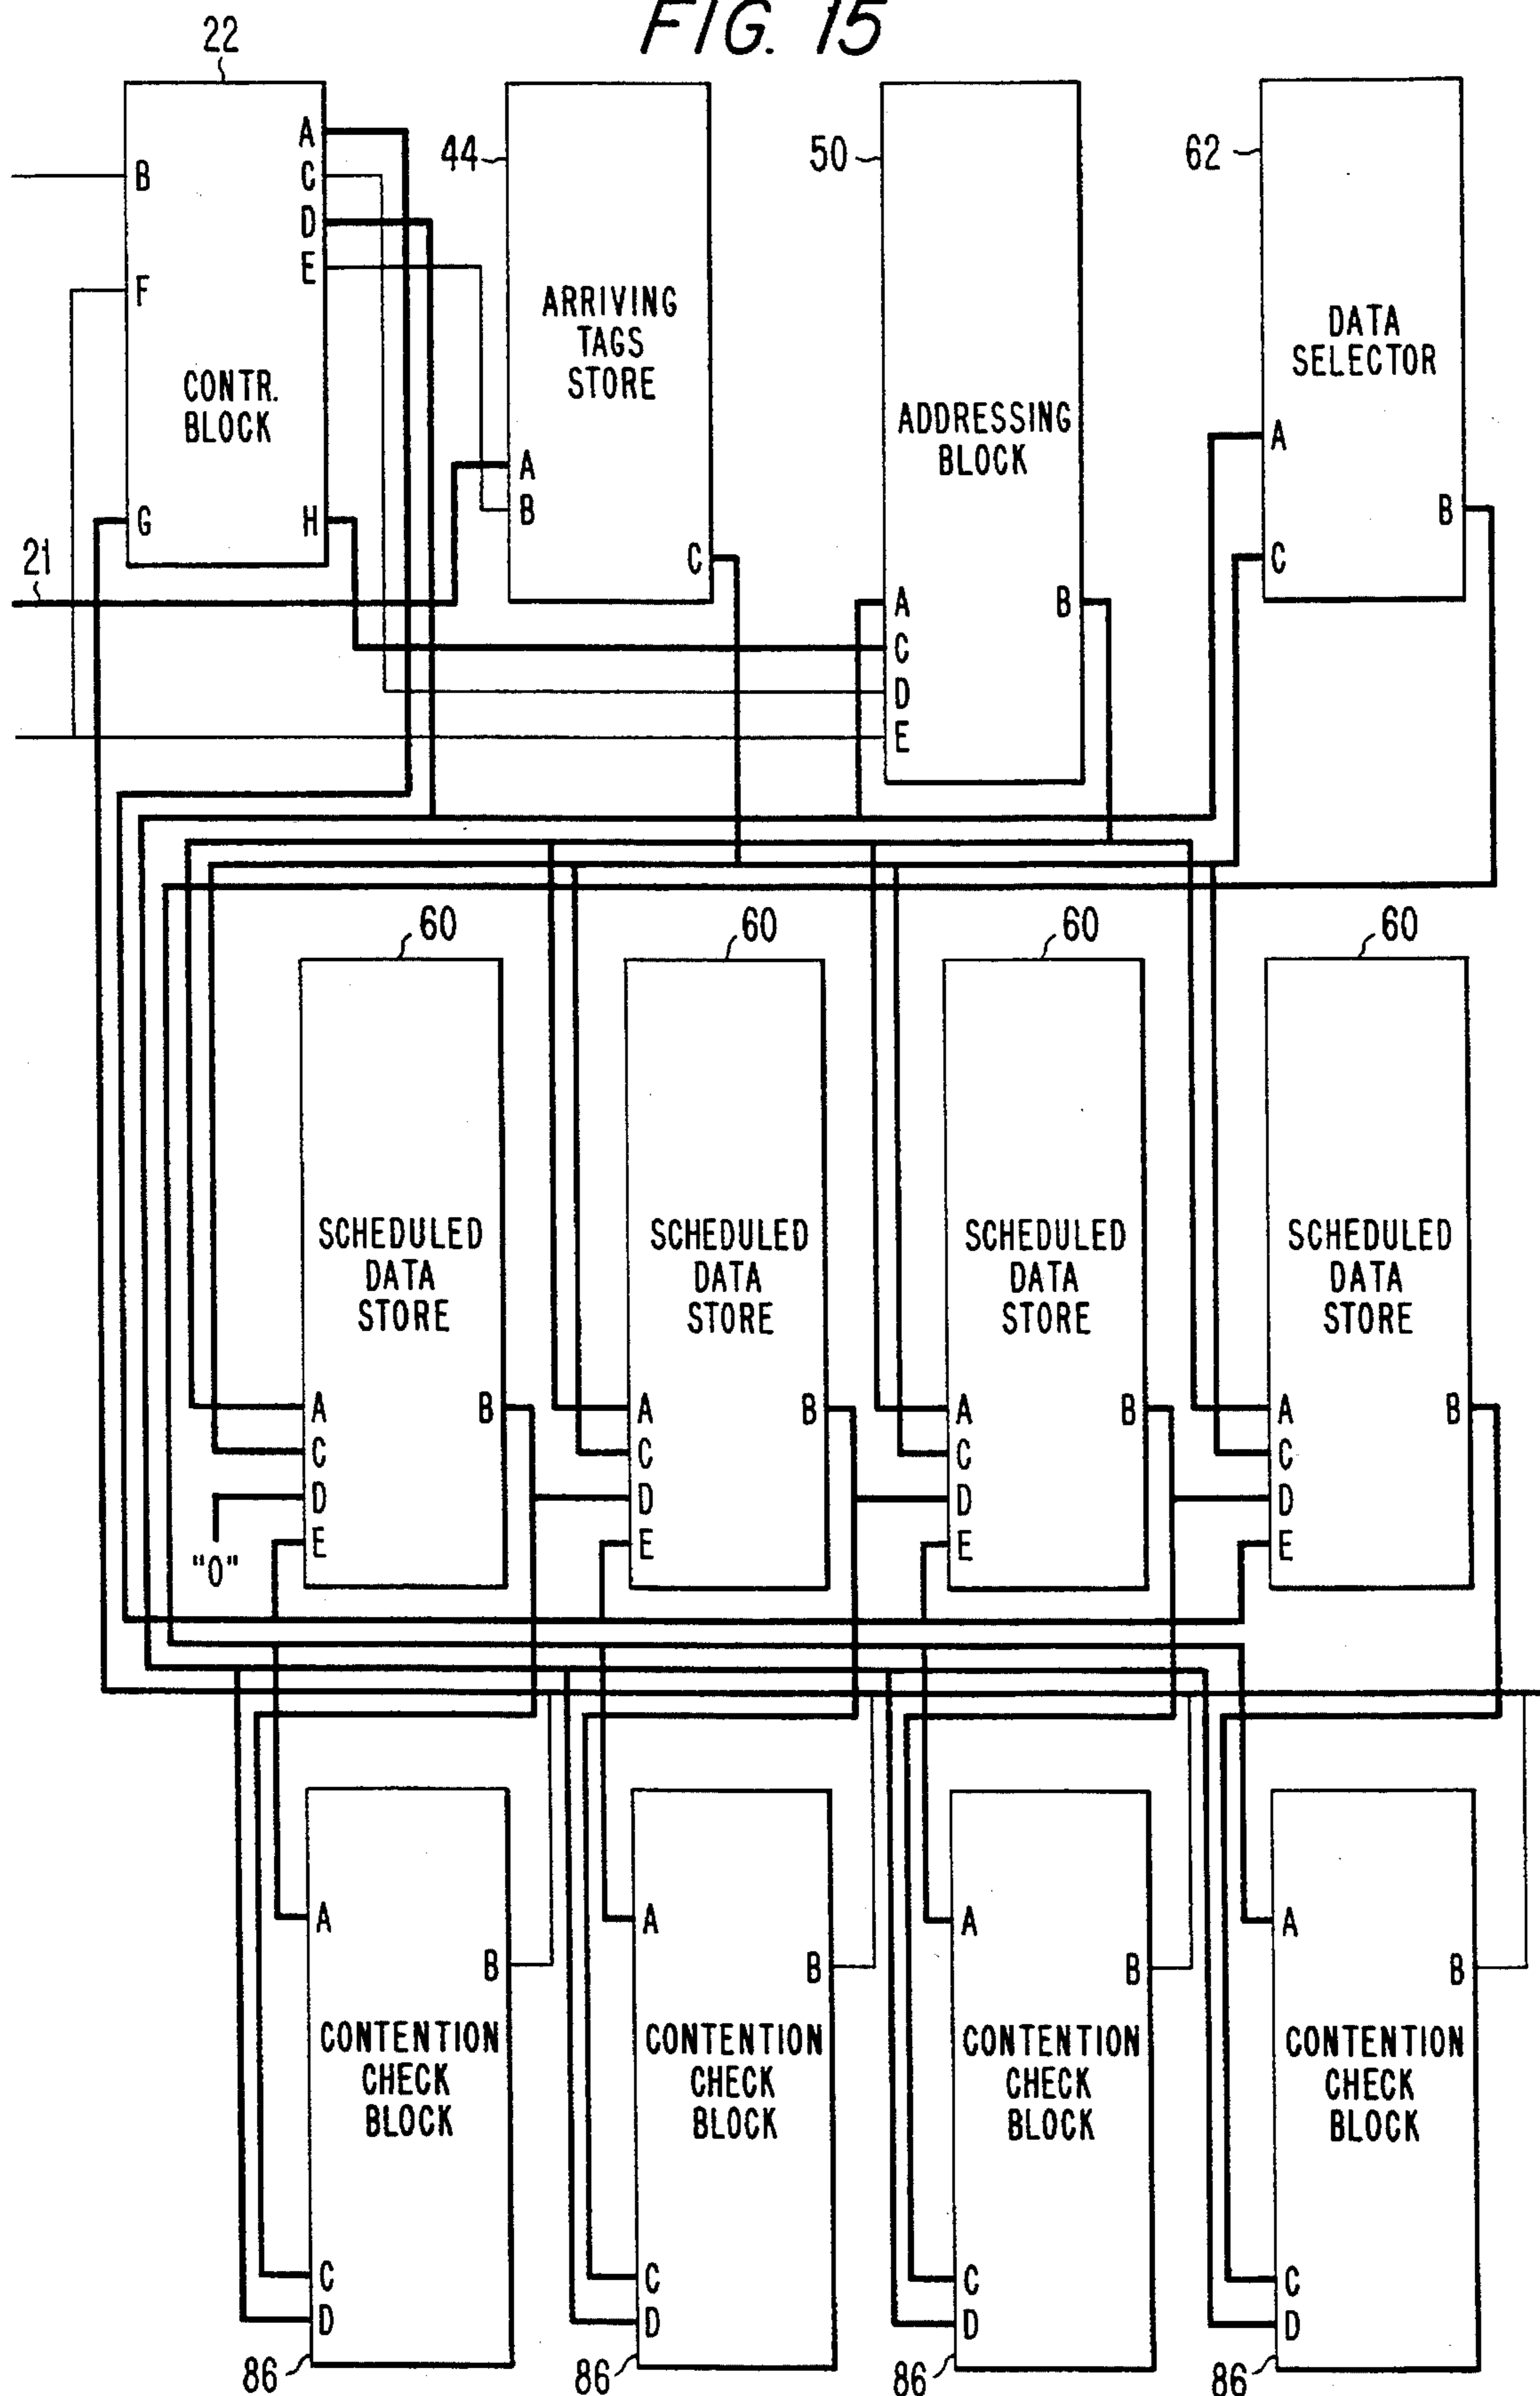 FIG. 15
22
44
50
62
A
B
C
D
E
F
G
H
CONTR.
BLOCK
21
ARRIVING
TAGS
STORE
A
B
C
ADDRESSING
BLOCK
A
B
C
D
E
DATA
SELECTOR
A
B
C
60
60
60
60
SCHEDULED
DATA
STORE
A
B
C
D
E
"0"
SCHEDULED
DATA
STORE
A
B
C
D
E
SCHEDULED
DATA
STORE
A
B
C
D
E
SCHEDULED
DATA
STORE
A
B
C
D
E
A
B
CONTENTION
CHECK
BLOCK
C
D
86
A
B
CONTENTION
CHECK
BLOCK
C
D
86
A
B
CONTENTION
CHECK
BLOCK
C
D
86
A
B
CONTENTION
CHECK
BLOCK
C
D
86